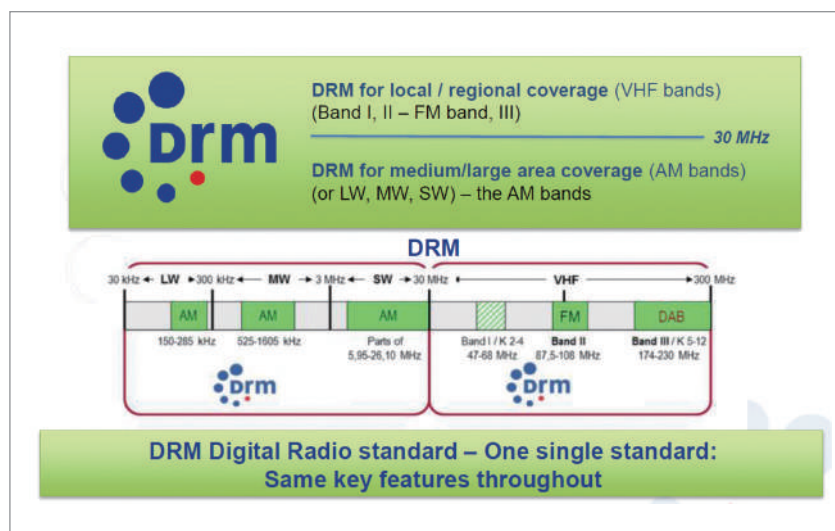 Drm
DRM for local / regional coverage (VHF bands)
(Band I, II – FM band, III)
30 MHz
DRM for medium/large area coverage (AM bands)
(or LW, MW, SW) – the AM bands
DRM
30 kHz LW 300 kHz MW 3 MHz SW 30 MHz VHF 300 MHz
AM AM AM FM DAB
150-285 kHz 525-1605 kHz Parts of Band I / K 2-4 Band II Band III / K 5-12
5,95-26,10 MHz 47-68 MHz 87,5-108 MHz 174-230 MHz
Drm Drm
DRM Digital Radio standard – One single standard:
Same key features throughout